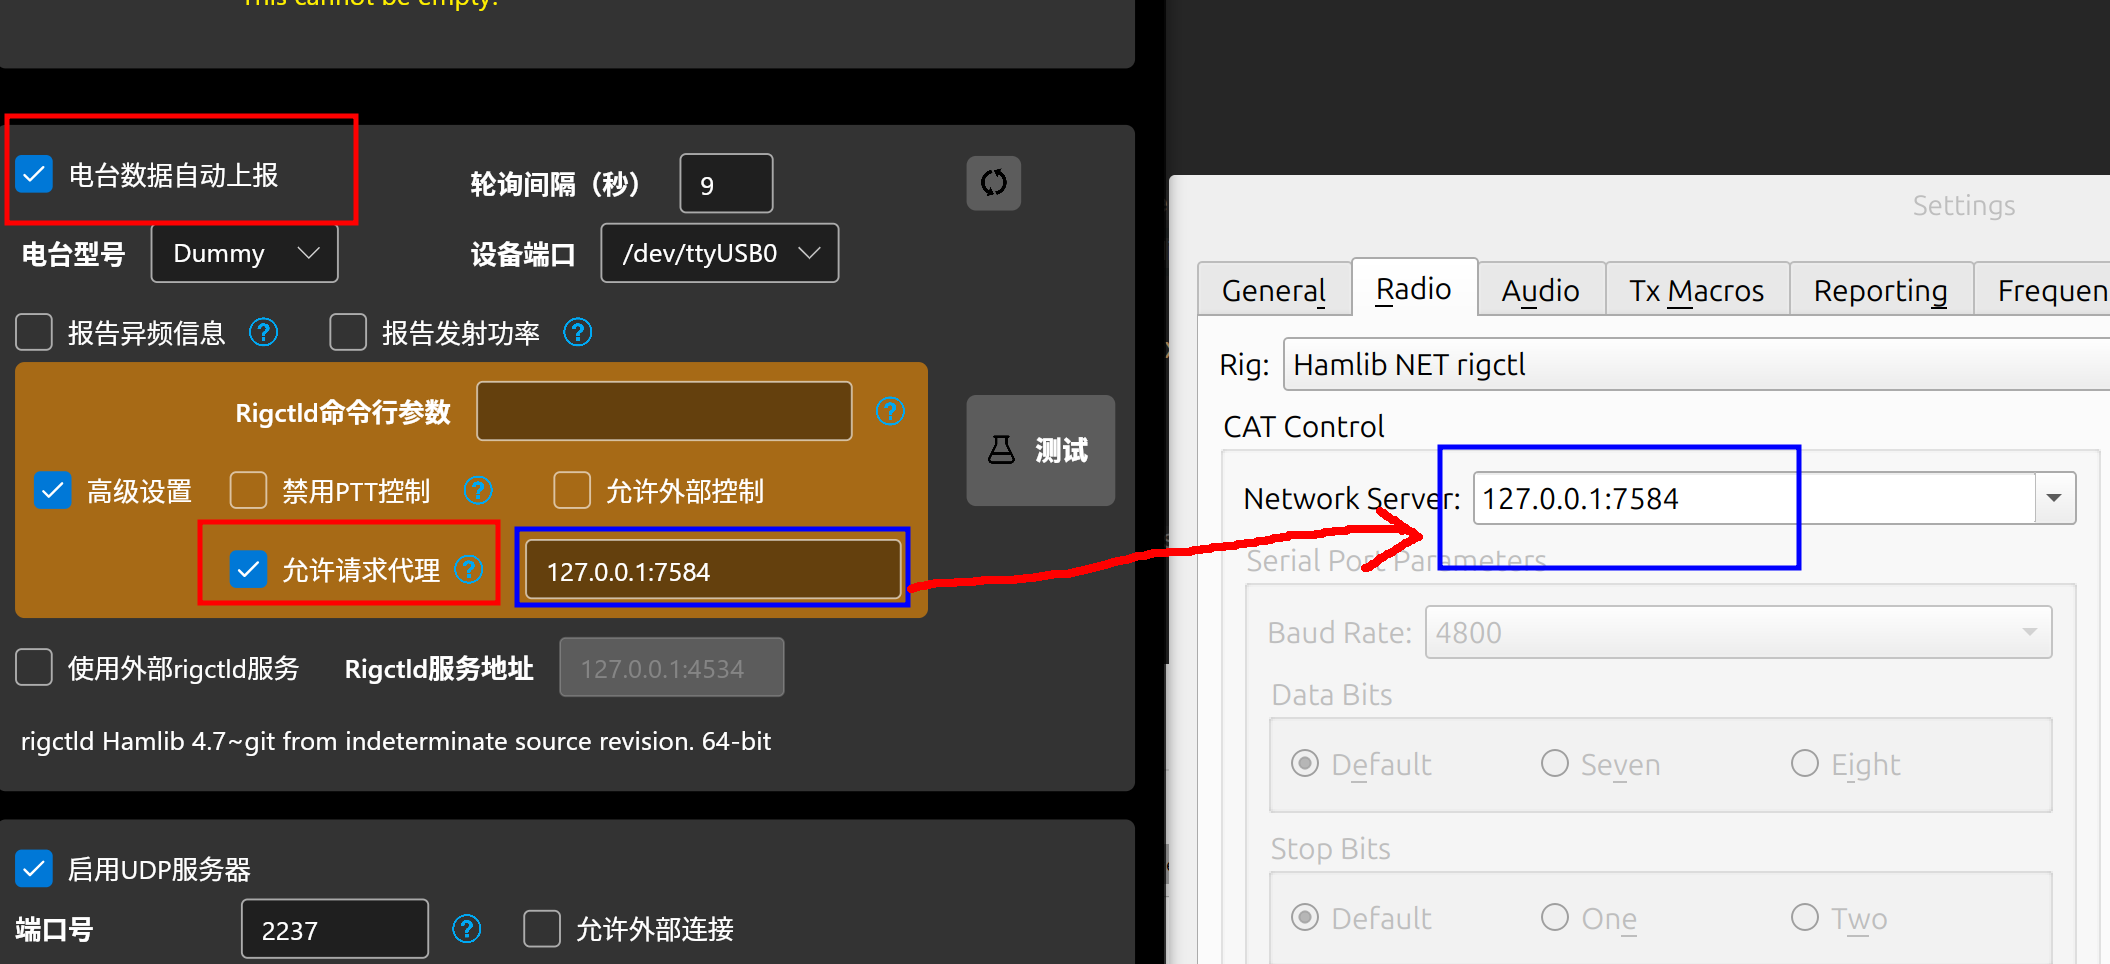 This cannot be empty.
电台数据自动上报
轮询间隔（秒） 9
电台型号 Dummy 设备端口 /dev/ttyUSB0
报告异频信息 ? 报告发射功率 ?
Rigctld命令行参数 ?
高级设置 禁用PTT控制 ? 允许外部控制
测试
允许请求代理 ? 127.0.0.1:7584
使用外部rigctld服务 Rigctld服务地址 127.0.0.1:4534
rigctld Hamlib 4.7~git from indeterminate source revision. 64-bit
启用UDP服务器
端口号 2237 ? 允许外部连接
Settings
General Radio Audio Tx Macros Reporting Frequen
Rig: Hamlib NET rigctl
CAT Control
Network Server: 127.0.0.1:7584
Serial Port Parameters
Baud Rate: 4800
Data Bits
Default Seven Eight
Stop Bits
Default One Two